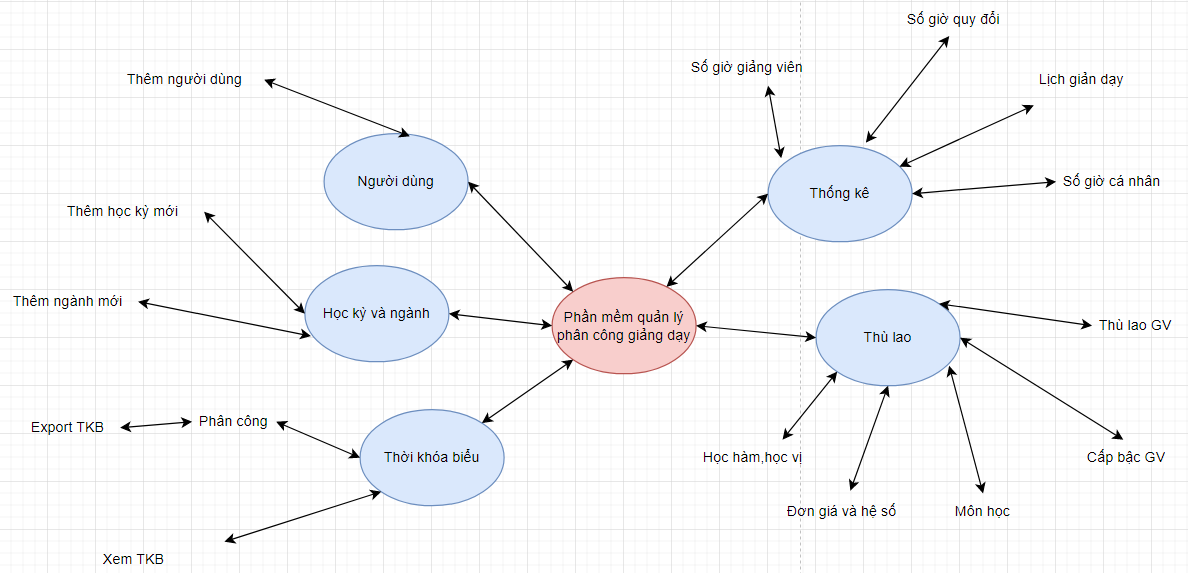 Số giờ quy đổi
Số giờ giảng viên
Thêm người dùng
Lịch giản dạy
Người dùng
Thống kê
Số giờ cá nhân
Thêm học kỳ mới
Thêm ngành mới
Học kỳ và ngành
Phần mềm quản lý
phân công giảng dạy
Thù lao
Thù lao GV
Export TKB
Phân công
Thời khóa biểu
Học hàm,học vị
Cấp bậc GV
Đơn giá và hệ số
Môn học
Xem TKB